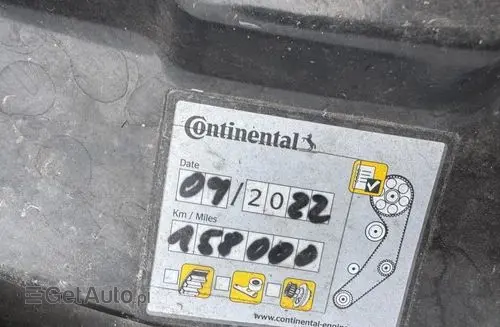 Continental
Date
09/2022
Km / Miles
158000
www.continental-engine
GetAuto.pl